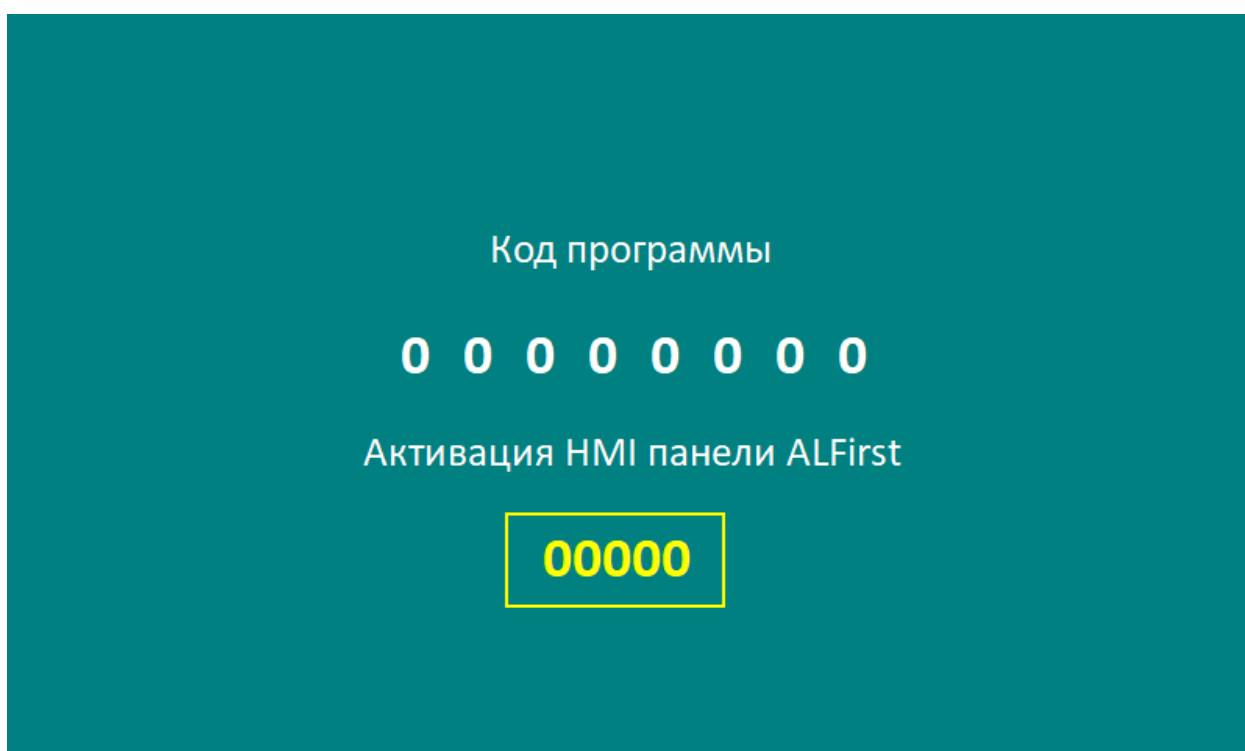 Код программы
0 0 0 0 0 0 0 0
Активация HMI панели ALFirst
00000